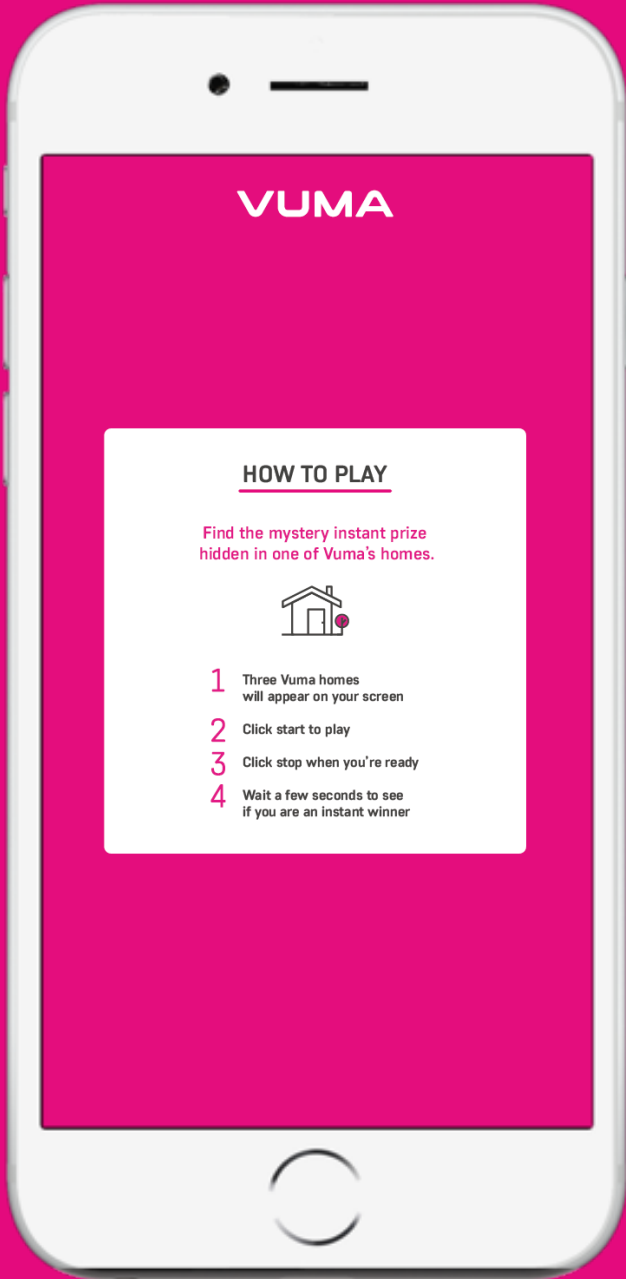 VUMA
HOW TO PLAY
Find the mystery instant prize
hidden in one of Vuma's homes.
1 Three Vuma homes
will appear on your screen
2 Click start to play
3 Click stop when you're ready
4 Wait a few seconds to see
if you are an instant winner